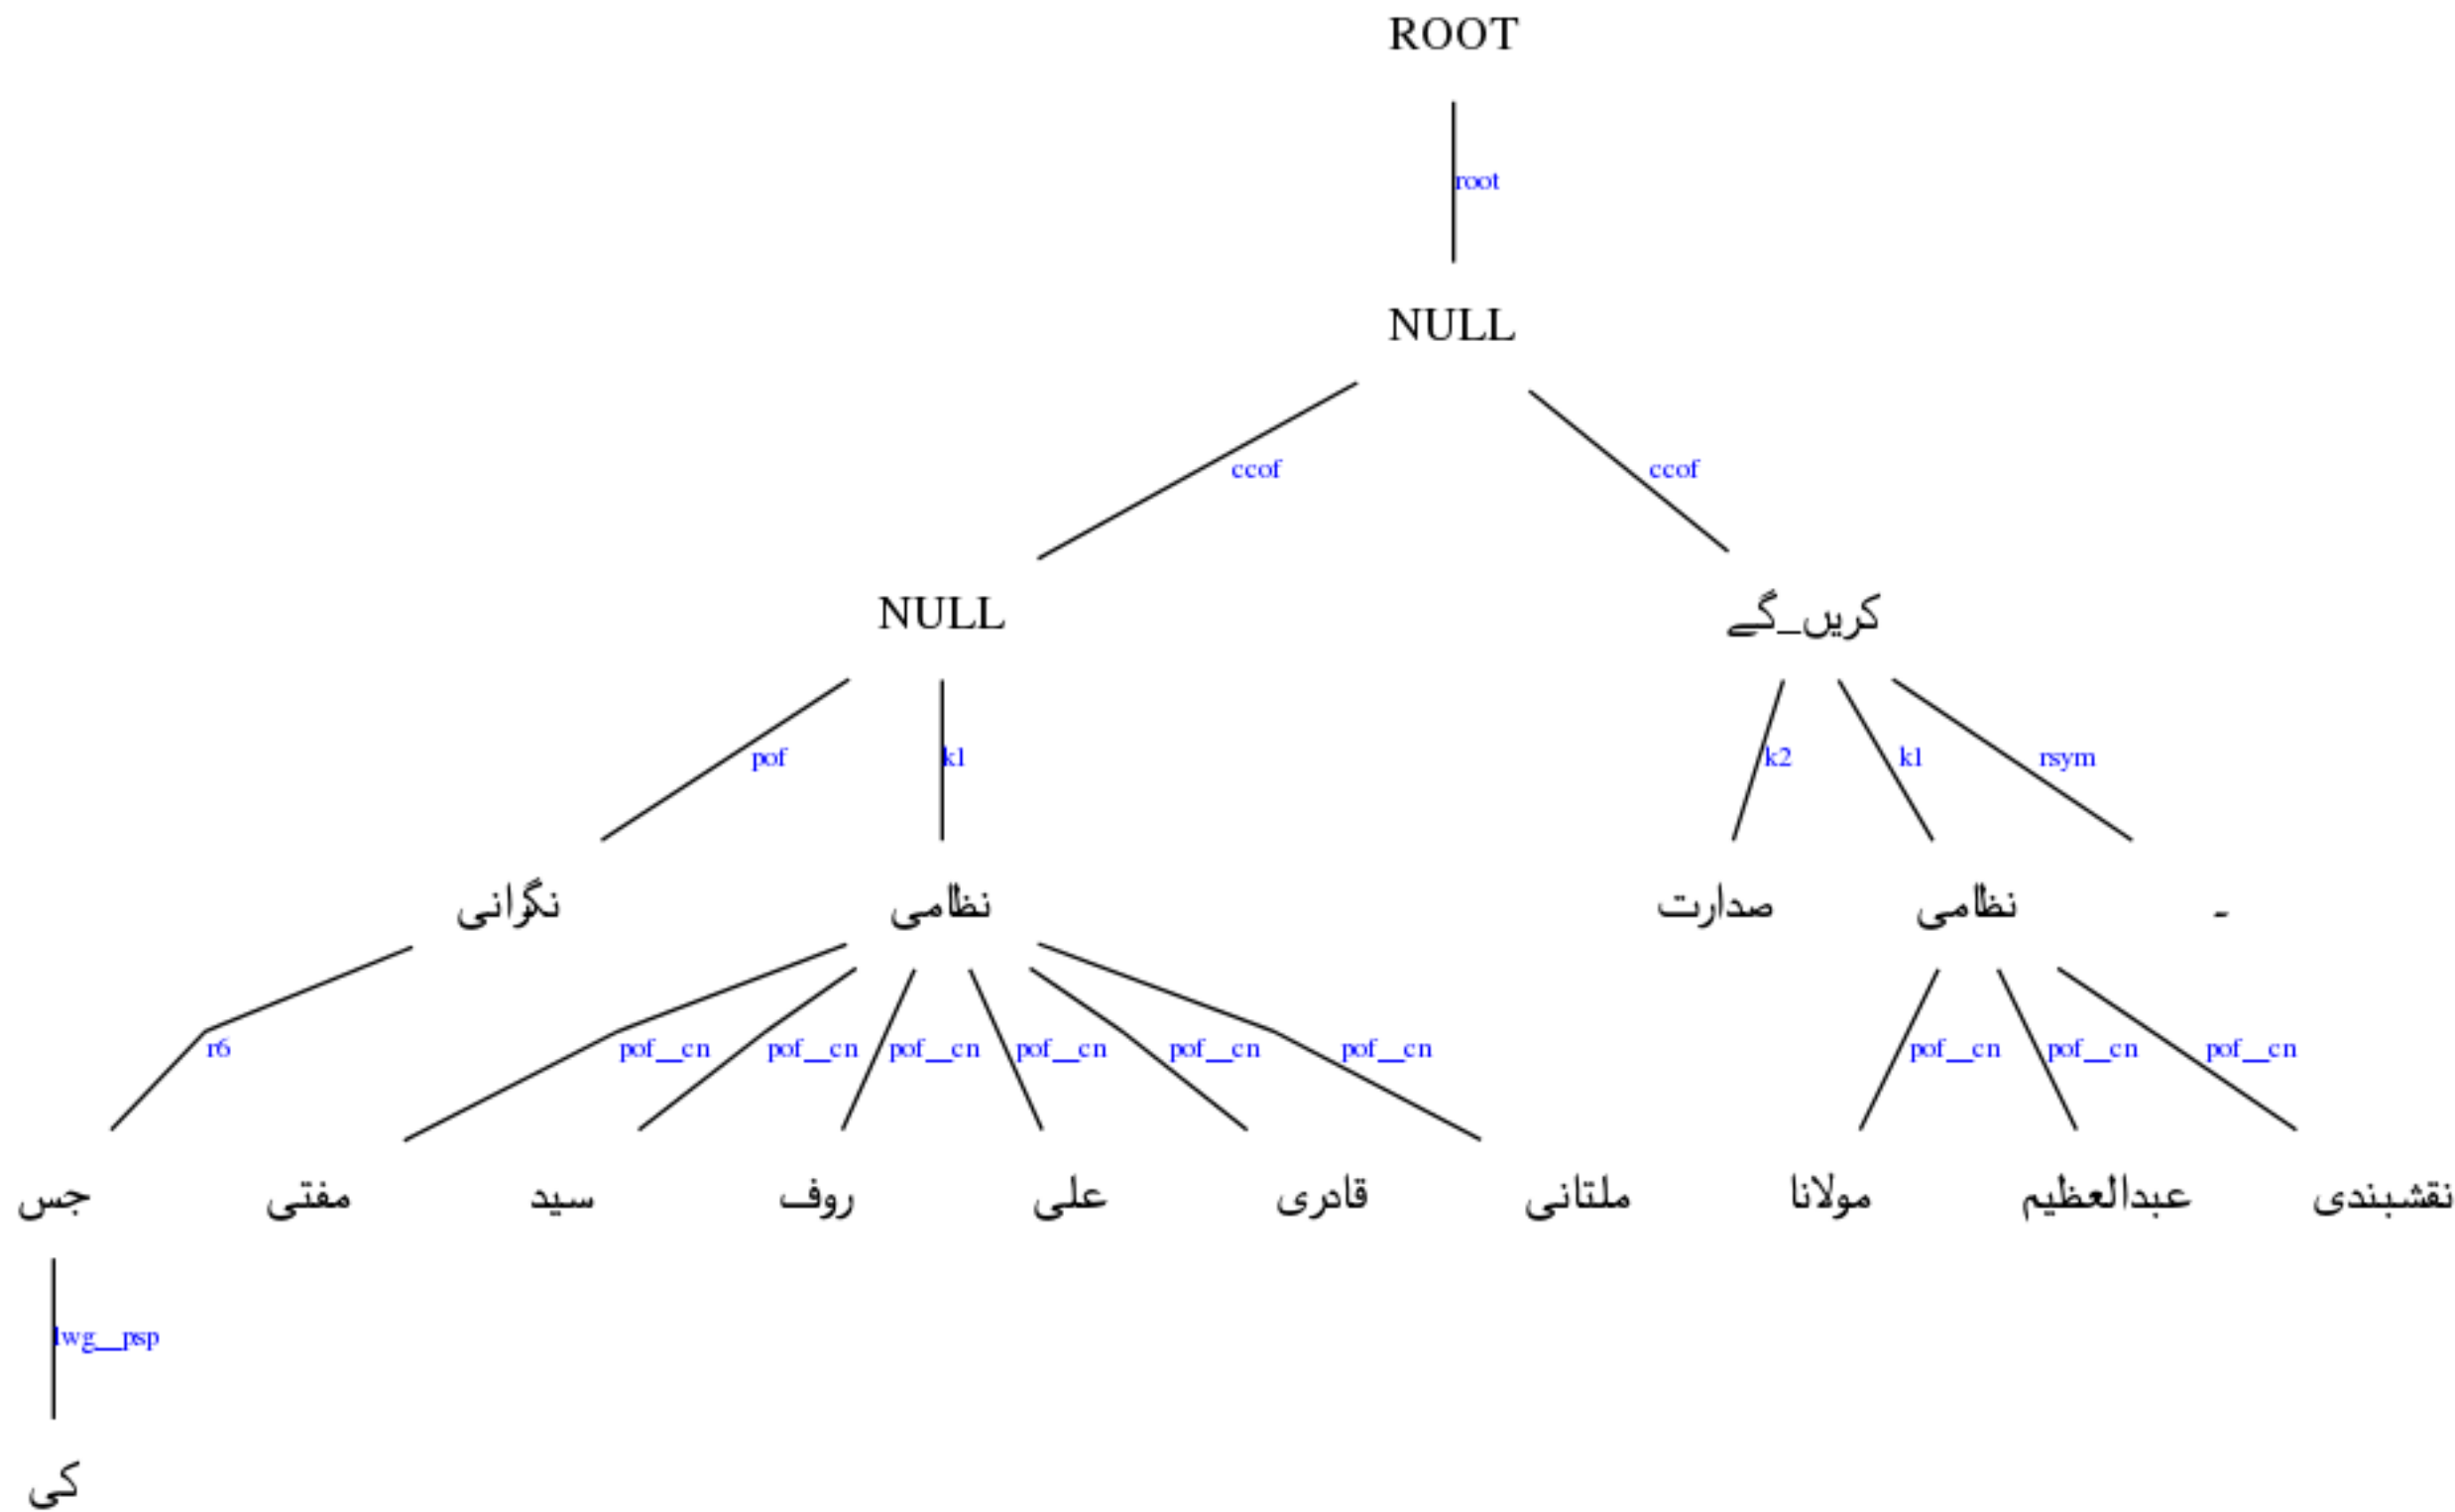 ROOT
root
NULL
ccof ccof
NULL کریں_گے
pof k1 k2 k1 rsym
نگرانی نظامی صدارت نظامی ۔
r6 pof__cn pof__cn pof__cn pof__cn pof__cn pof__cn pof__cn pof__cn pof__cn
جس مفتی سید روف علی قادری ملتانی مولانا عبدالعظیم نقشبندی
lwg__psp
کی